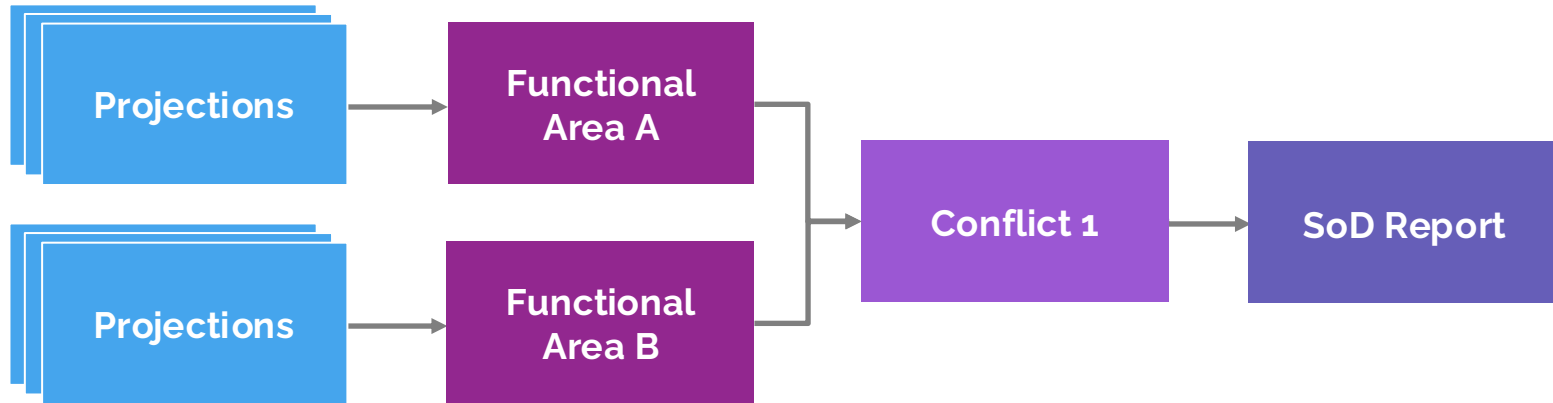 Projections
Functional
Area A
Projections
Functional
Area B
Conflict 1
SoD Report